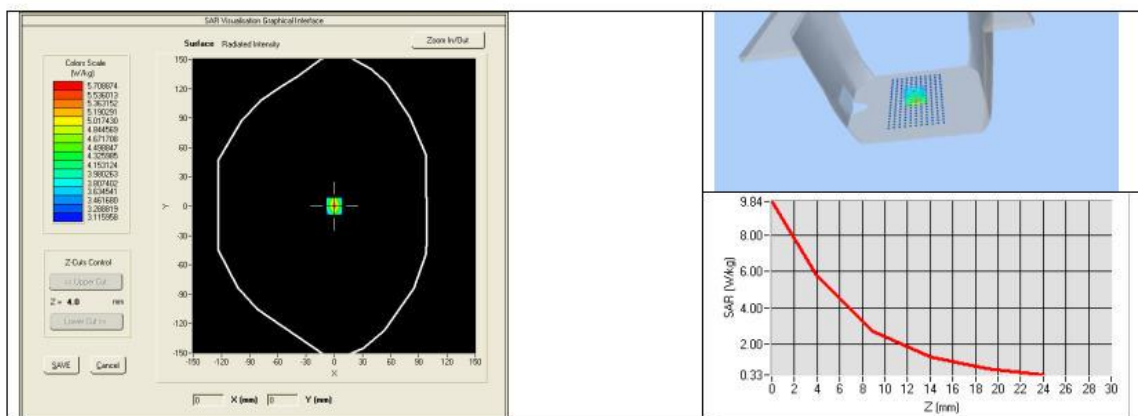 SAR Visualisation Graphical Interface
Surface Radiated Intensity
Zoom In/Out
Colors Scale
(W/kg)
5.708874
5.536013
5.363152
5.190291
5.017430
4.844569
4.671708
4.498847
4.325985
4.153124
3.980263
3.807402
3.634541
3.461680
3.288819
3.115958
Z-Cuts Control
<< Upper Cut
Z = 4.0 mm
Lower Cut >>
SAVE Cancel
150
120
90
60
30
0
-30
-60
-90
-120
-150
Y
-150 -120 -90 -60 -30 0 30 60 90 120 150
X
0 X (mm) 0 Y (mm)
9.84
8.00
6.00
4.00
2.00
0.33
SAR (W/kg)
0 2 4 6 8 10 12 14 16 18 20 22 24 26 28 30
Z (mm)